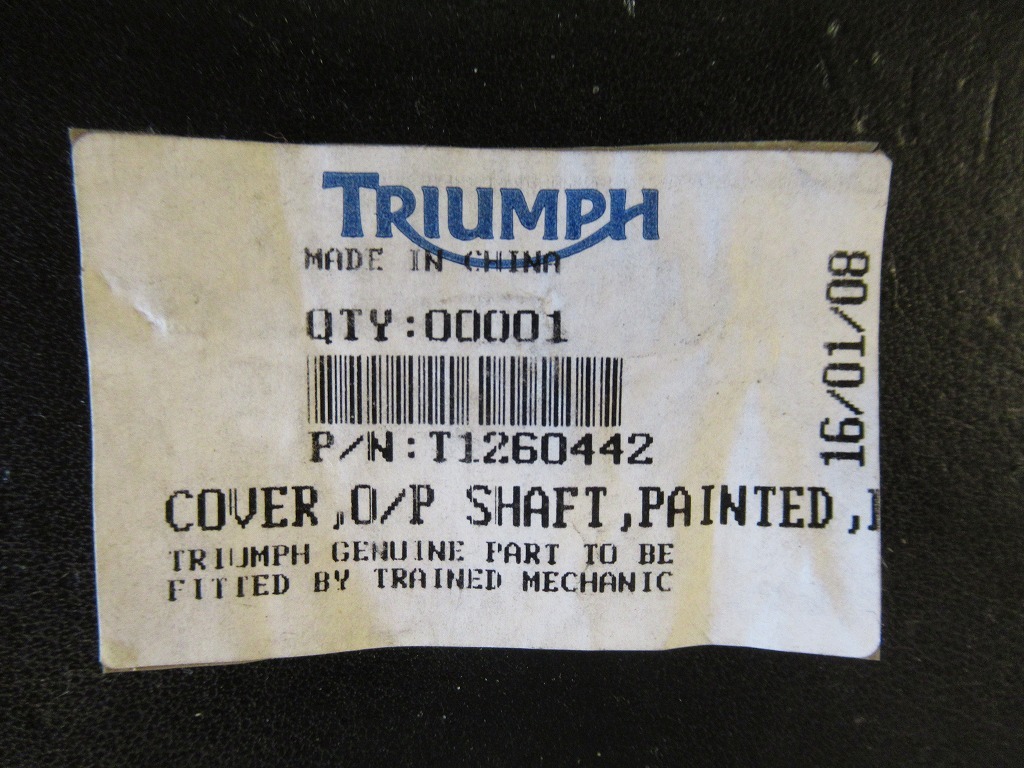 TRIUMPH
MADE IN CHINA
QTY:00001
P/N:T1260442
COVER,O/P SHAFT,PAINTED,
TRIUMPH GENUINE PART TO BE
FITTED BY TRAINED MECHANIC
16/01/08